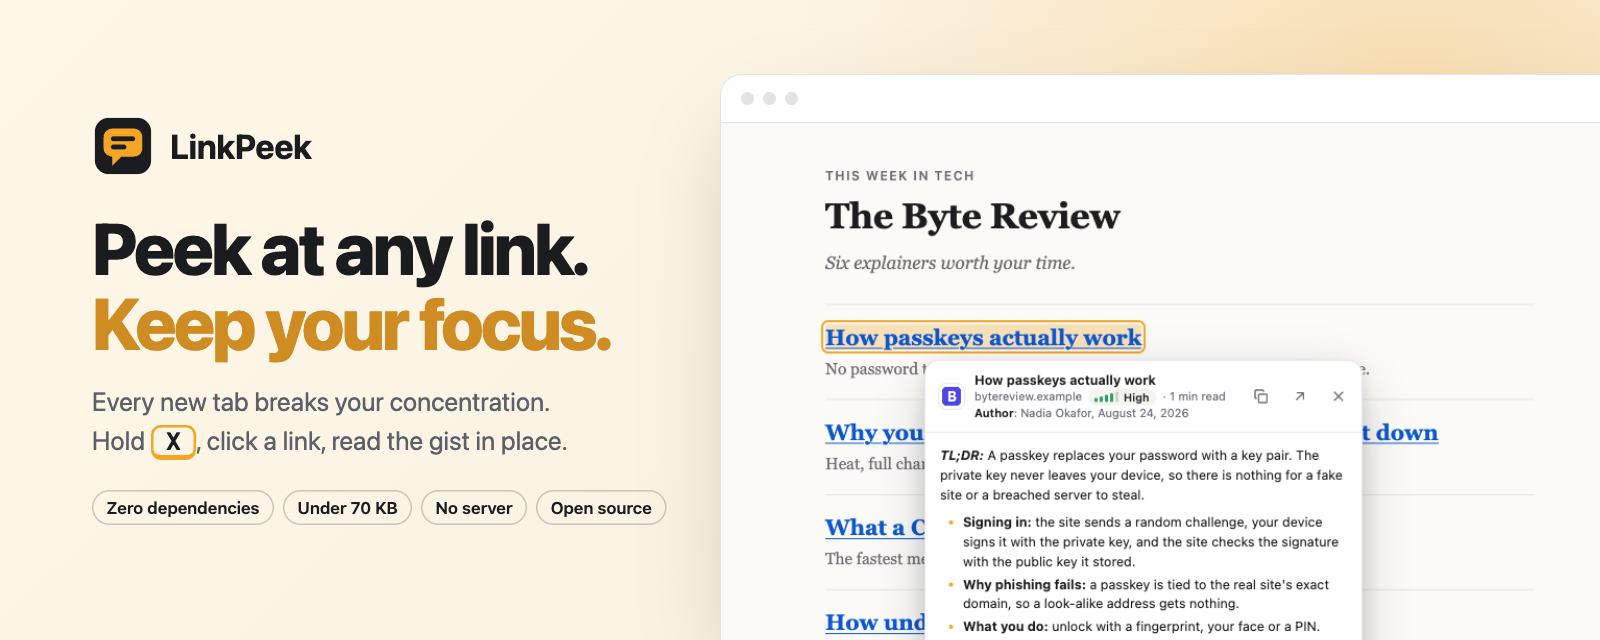 LinkPeek
Peek at any link.
Keep your focus.
Every new tab breaks your concentration.
Hold X, click a link, read the gist in place.
Zero dependencies
Under 70 KB
No server
Open source
THIS WEEK IN TECH
The Byte Review
Six explainers worth your time.
How passkeys actually work
No password
B
How passkeys actually work
bytereview.example High · 1 min read
Author: Nadia Okafor, August 24, 2026
TL;DR: A passkey replaces your password with a key pair. The
private key never leaves your device, so there is nothing for a fake
site or a breached server to steal.
• Signing in: the site sends a random challenge, your device
signs it with the private key, and the site checks the signature
with the public key it stored.
• Why phishing fails: a passkey is tied to the real site's exact
domain, so a look-alike address gets nothing.
• What you do: unlock with a fingerprint, your face or a PIN.
Why you
t down
Heat, full
What a
The fastest
How